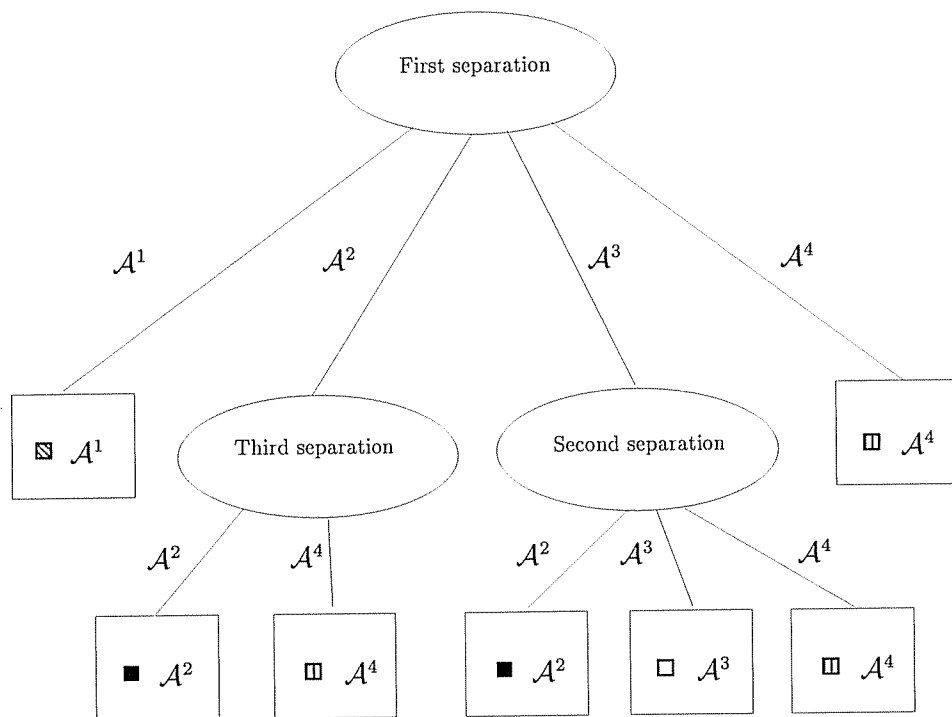 First separation
𝒜¹ 𝒜² 𝒜³ 𝒜⁴
𝒜¹
Third separation
Second separation
𝒜⁴
𝒜² 𝒜⁴ 𝒜² 𝒜³ 𝒜⁴
𝒜² 𝒜⁴ 𝒜² 𝒜³ 𝒜⁴